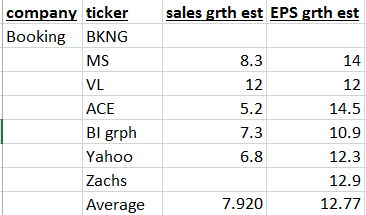 company ticker sales grth est EPS grth est
Booking BKNG
MS 8.3 14
VL 12 12
ACE 5.2 14.5
BI grph 7.3 10.9
Yahoo 6.8 12.3
Zachs 12.9
Average 7.920 12.77